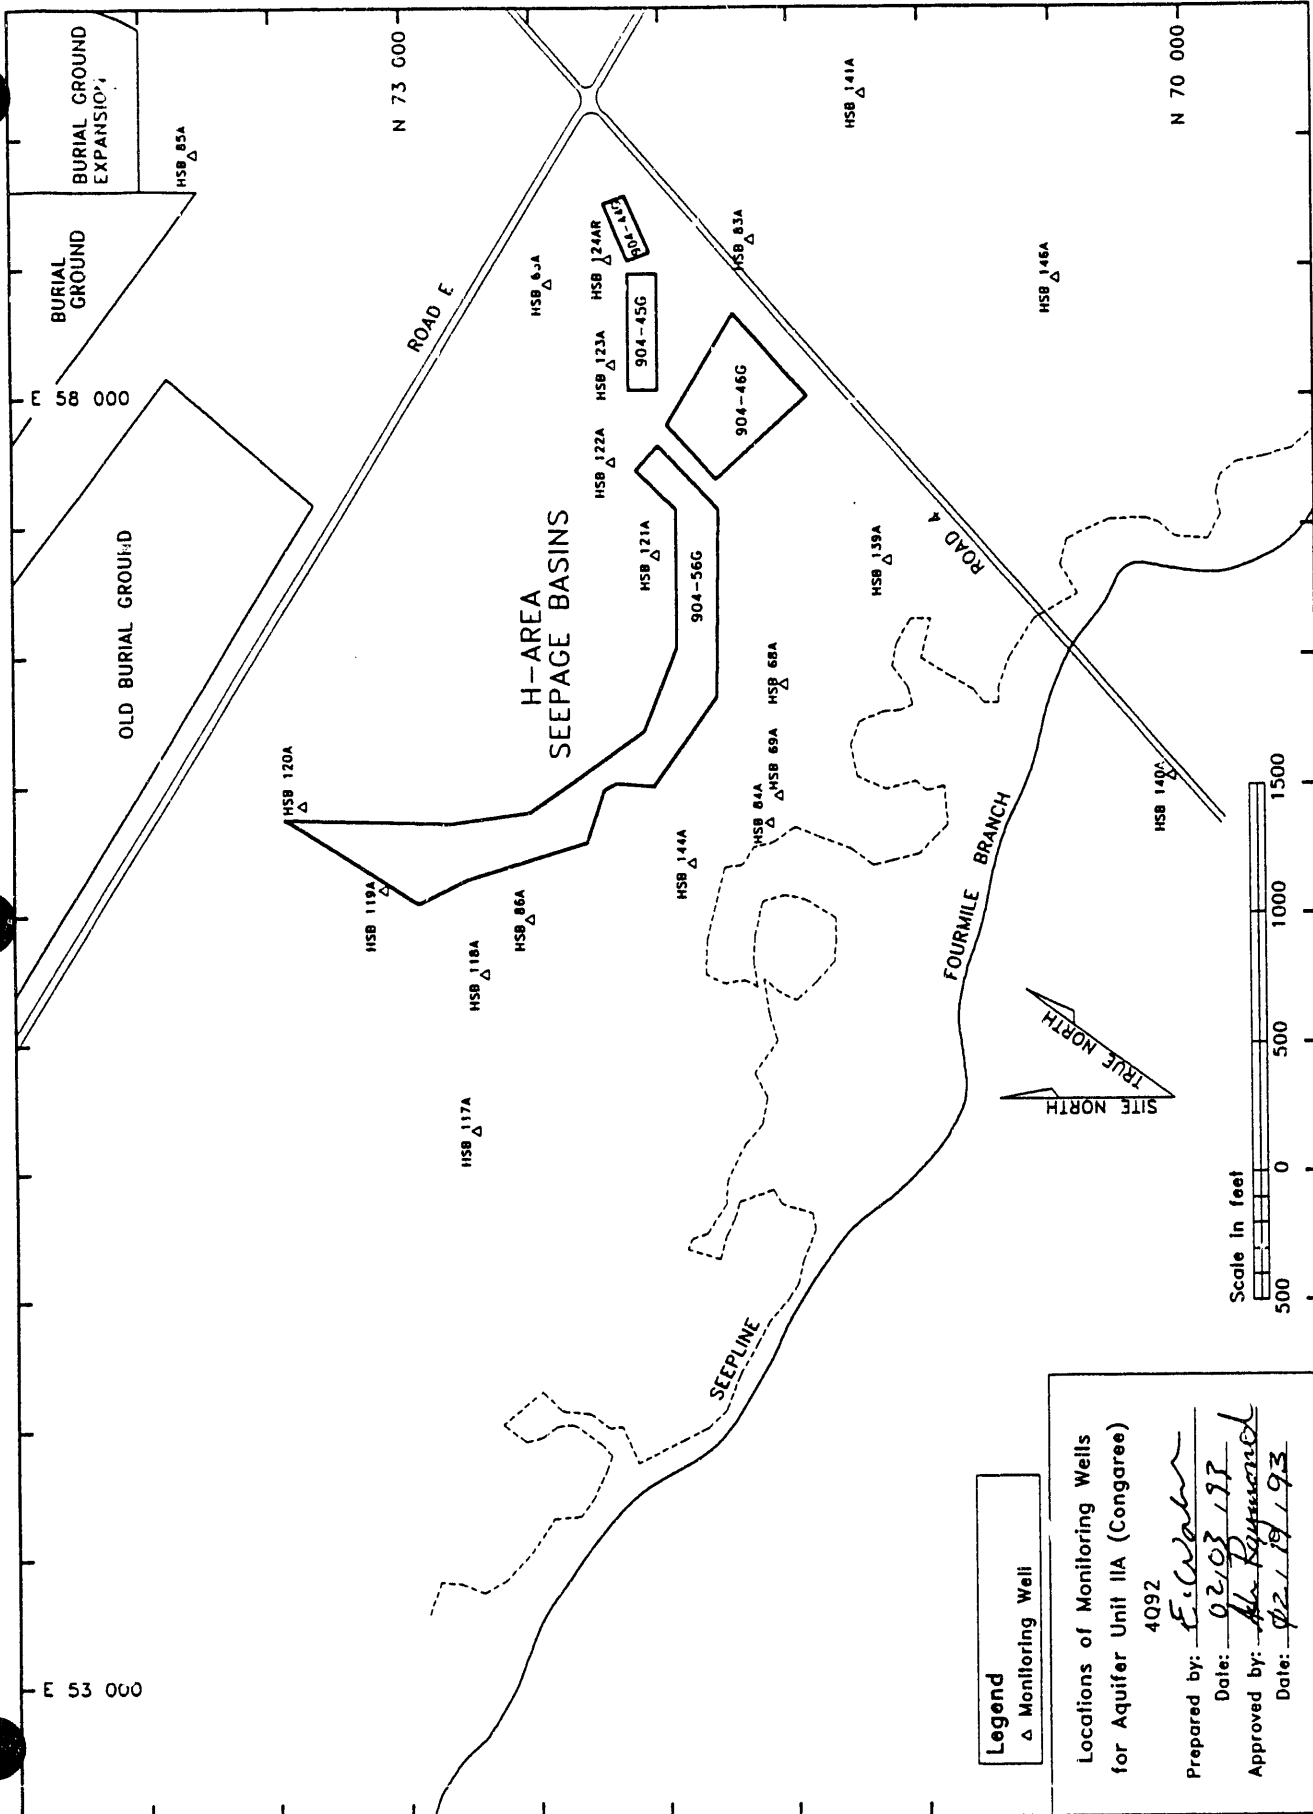 BURIAL GROUND
EXPANSION
BURIAL
GROUND
HSB 85A
N 73 000
N 70 000
HSB 141A
ROAD E
E 58 000
OLD BURIAL GROUND
HSB 124AR
904-44G
HSB 83A
HSB 146A
HSB 123A
904-45G
904-46G
HSB 122A
HSB 121A
904-56G
H-AREA
SEEPAGE BASINS
HSB 139A
ROAD 4
HSB 68A
HSB 69A
HSB 84A
HSB 144A
HSB 140A
HSB 120A
HSB 119A
HSB 86A
HSB 118A
HSB 117A
FOURMILE BRANCH
SEEPLINE
SITE NORTH
TRUE NORTH
Scale in feet
500 0 500 1000 1500
E 53 000
Legend
△ Monitoring Well
Locations of Monitoring Wells
for Aquifer Unit IIA (Congaree)
4Q92
Prepared by:
Date: 02/03/93
Approved by:
Date: 02/19/93